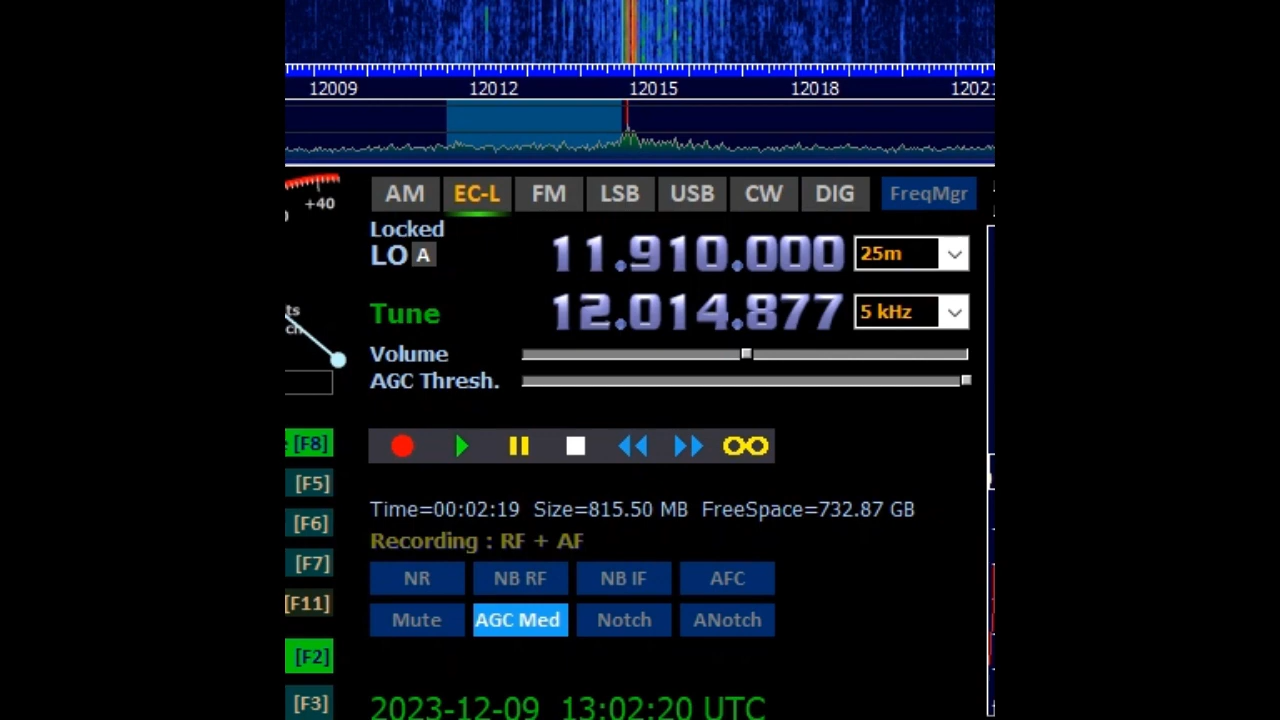 12009 12012 12015 12018 1202
+40
AM EC-L FM LSB USB CW DIG FreqMgr
Locked
LO A 11.910.000 25m
Tune 12.014.877 5 kHz
ts
ch
Volume
AGC Thresh.
[F8]
[F5]
Time=00:02:19 Size=815.50 MB FreeSpace=732.87 GB
[F6]
Recording : RF + AF
[F7]
NR NB RF NB IF AFC
[F11]
Mute AGC Med Notch ANotch
[F2]
[F3]
2023-12-09 13:02:20 UTC